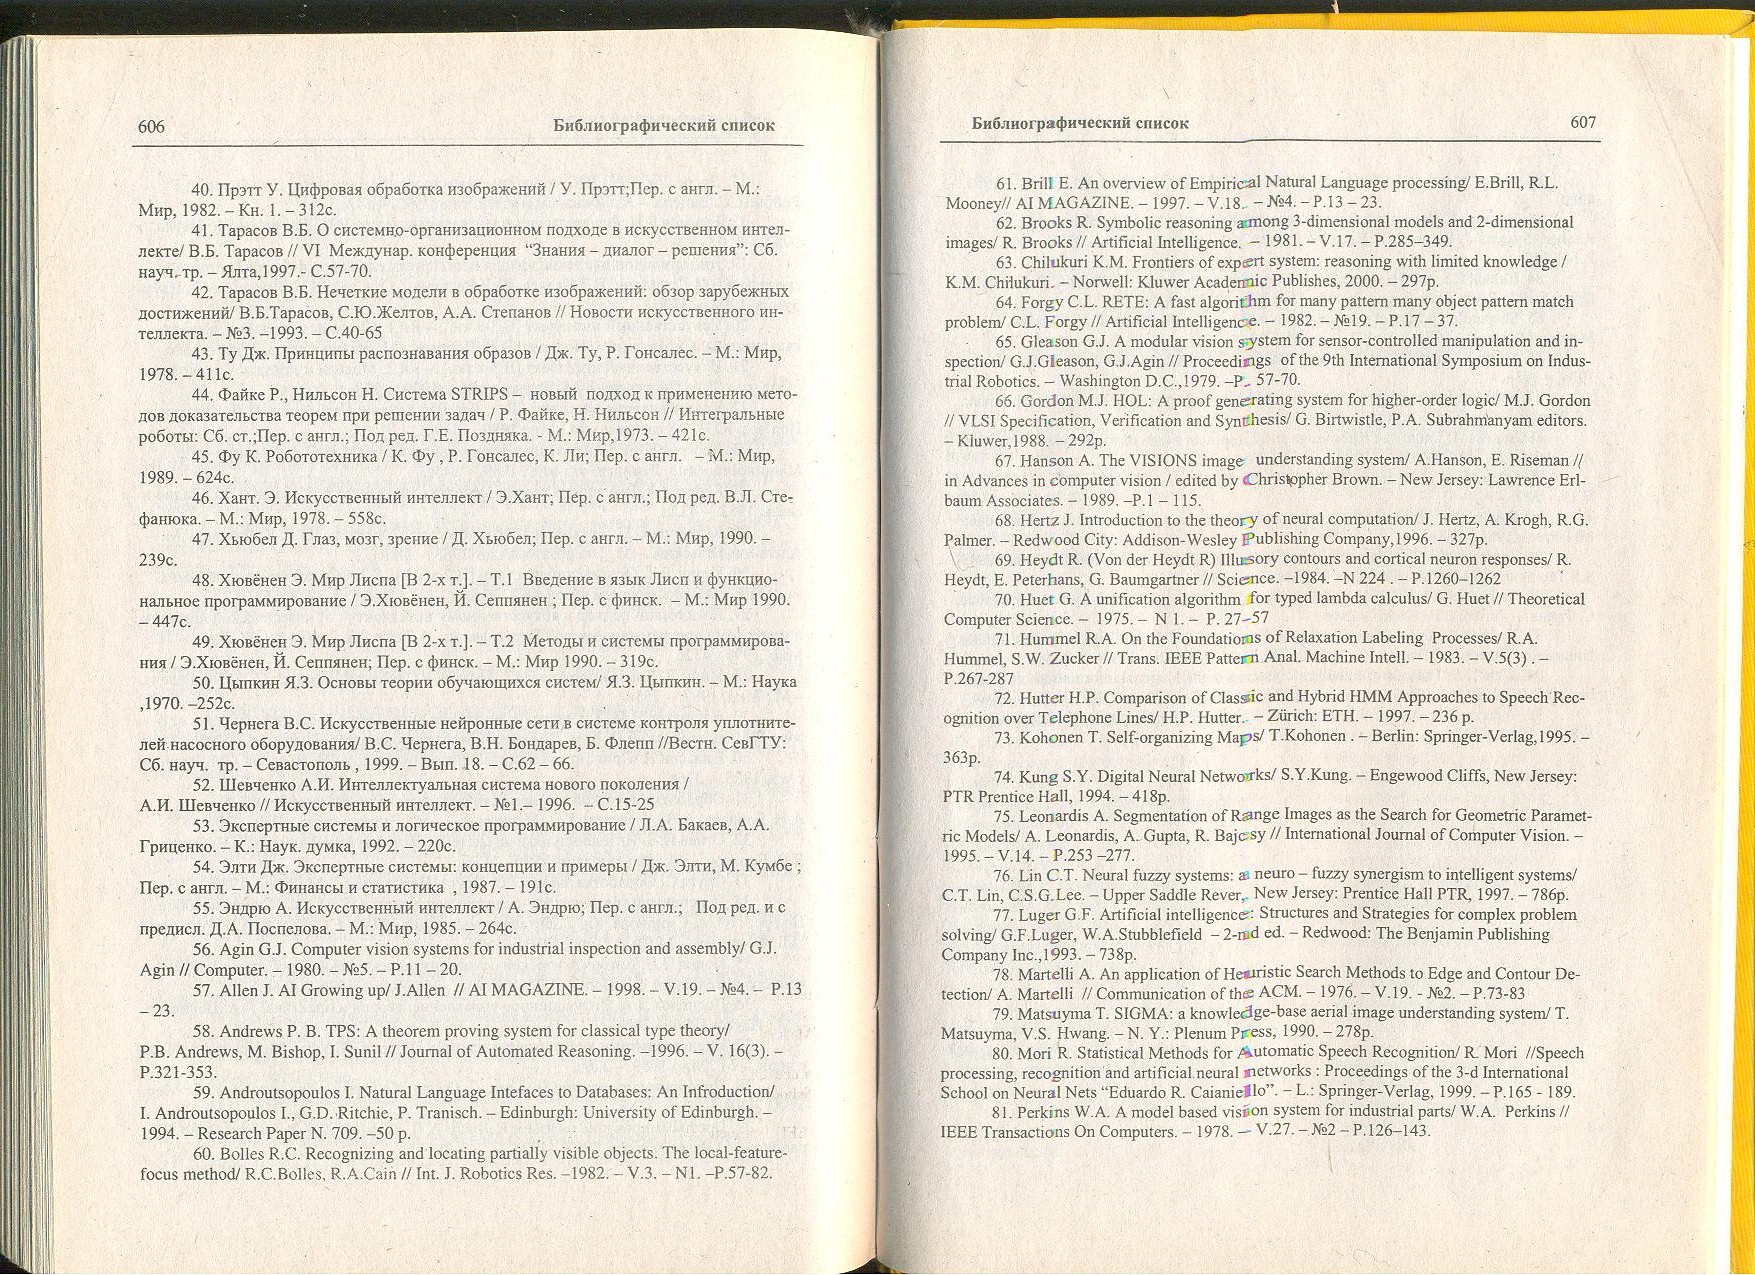 606
Библиографический список
40. Прэтт У. Цифровая обработка изображений / У. Прэтт;Пер. с англ. – М.:
Мир, 1982. – Кн. 1. – 312с.
41. Тарасов В.Б. О системно-организационном подходе в искусственном интел-
лекте/ В.Б. Тарасов // VI Междунар. конференция “Знания – диалог – решения”: Сб.
науч. тр. – Ялта,1997.- С.57-70.
42. Тарасов В.Б. Нечеткие модели в обработке изображений: обзор зарубежных
достижений/ В.Б.Тарасов, С.Ю.Желтов, А.А. Степанов // Новости искусственного ин-
теллекта. – №3. -1993. – С.40-65
43. Ту Дж. Принципы распознавания образов / Дж. Ту, Р. Гонсалес. – М.: Мир,
1978. – 411с.
44. Файке Р., Нильсон Н. Система STRIPS – новый подход к применению мето-
дов доказательства теорем при решении задач / Р. Файке, Н. Нильсон // Интегральные
роботы: Сб. ст.;Пер. с англ.; Под ред. Г.Е. Поздняка. - М.: Мир,1973. – 421с.
45. Фу К. Робототехника / К. Фу , Р. Гонсалес, К. Ли; Пер. с англ. – М.: Мир,
1989. – 624с.
46. Хант. Э. Искусственный интеллект / Э.Хант; Пер. с англ.; Под ред. В.Л. Сте-
фанюка. – М.: Мир, 1978. – 558с.
47. Хьюбел Д. Глаз, мозг, зрение / Д. Хьюбел; Пер. с англ. – М.: Мир, 1990. –
239с.
48. Хювёнен Э. Мир Лиспа [В 2-х т.]. – Т.1 Введение в язык Лисп и функцио-
нальное программирование / Э.Хювёнен, Й. Сеппянен ; Пер. с финск. – М.: Мир 1990.
– 447с.
49. Хювёнен Э. Мир Лиспа [В 2-х т.]. – Т.2 Методы и системы программирова-
ния / Э.Хювёнен, Й. Сеппянен; Пер. с финск. – М.: Мир 1990. – 319с.
50. Цыпкин Я.З. Основы теории обучающихся систем/ Я.З. Цыпкин. – М.: Наука
,1970. –252с.
51. Чернега В.С. Искусственные нейронные сети в системе контроля уплотните-
лей насосного оборудования/ В.С. Чернега, В.Н. Бондарев, Б. Флепп //Вестн. СевГТУ:
Сб. науч. тр. – Севастополь , 1999. – Вып. 18. – С.62 – 66.
52. Шевченко А.И. Интеллектуальная система нового поколения /
А.И. Шевченко // Искусственный интеллект. – №1.– 1996. – С.15-25
53. Экспертные системы и логическое программирование / Л.А. Бакаев, А.А.
Гриценко. – К.: Наук. думка, 1992. – 220с.
54. Элти Дж. Экспертные системы: концепции и примеры / Дж. Элти, М. Кумбе ;
Пер. с англ. – М.: Финансы и статистика , 1987. – 191с.
55. Эндрю А. Искусственный интеллект / А. Эндрю; Пер. с англ.; Под ред. и с
предисл. Д.А. Поспелова. – М.: Мир, 1985. – 264с.
56. Agin G.J. Computer vision systems for industrial inspection and assembly/ G.J.
Agin // Computer. – 1980. – №5. – P.11 – 20.
57. Allen J. AI Growing up/ J.Allen // AI MAGAZINE. – 1998. – V.19. – №4. – P.13
– 23.
58. Andrews P. B. TPS: A theorem proving system for classical type theory/
P.B. Andrews, M. Bishop, I. Sunil // Journal of Automated Reasoning. –1996. – V. 16(3). –
P.321-353.
59. Androutsopoulos I. Natural Language Intefaces to Databases: An Infroduction/
I. Androutsopoulos I., G.D. Ritchie, P. Tranisch. – Edinburgh: University of Edinburgh. –
1994. – Research Paper N. 709. –50 p.
60. Bolles R.C. Recognizing and locating partially visible objects. The local-feature-
focus method/ R.C.Bolles, R.A.Cain // Int. J. Robotics Res. –1982. – V.3. – N1. –P.57-82.
Библиографический список
607
61. Brill E. An overview of Empirical Natural Language processing/ E.Brill, R.L.
Mooney// AI MAGAZINE. – 1997. – V.18. – №4. – P.13 – 23.
62. Brooks R. Symbolic reasoning among 3-dimensional models and 2-dimensional
images/ R. Brooks // Artificial Intelligence. – 1981. – V.17. – P.285–349.
63. Chilukuri K.M. Frontiers of expert system: reasoning with limited knowledge /
K.M. Chilukuri. – Norwell: Kluwer Academic Publishes, 2000. – 297p.
64. Forgy C.L. RETE: A fast algorithm for many pattern many object pattern match
problem/ C.L. Forgy // Artificial Intelligence. – 1982. – №19. – P.17 – 37.
65. Gleason G.J. A modular vision system for sensor-controlled manipulation and in-
spection/ G.J.Gleason, G.J.Agin // Proceedings of the 9th International Symposium on Indus-
trial Robotics. – Washington D.C.,1979. –P. 57-70.
66. Gordon M.J. HOL: A proof generating system for higher-order logic/ M.J. Gordon
// VLSI Specification, Verification and Synthesis/ G. Birtwistle, P.A. Subrahmanyam editors.
– Kluwer,1988. – 292p.
67. Hanson A. The VISIONS image understanding system/ A.Hanson, E. Riseman //
in Advances in computer vision / edited by Christopher Brown. – New Jersey: Lawrence Erl-
baum Associates. – 1989. –P.1 – 115.
68. Hertz J. Introduction to the theory of neural computation/ J. Hertz, A. Krogh, R.G.
Palmer. – Redwood City: Addison-Wesley Publishing Company,1996. – 327p.
69. Heydt R. (Von der Heydt R) Illusory contours and cortical neuron responses/ R.
Heydt, E. Peterhans, G. Baumgartner // Science. –1984. –N 224 . – P.1260–1262
70. Huet G. A unification algorithm for typed lambda calculus/ G. Huet // Theoretical
Computer Science. – 1975. – N 1. – P. 27–57
71. Hummel R.A. On the Foundations of Relaxation Labeling Processes/ R.A.
Hummel, S.W. Zucker // Trans. IEEE Pattern Anal. Machine Intell. – 1983. – V.5(3) . –
P.267-287
72. Hutter H.P. Comparison of Classic and Hybrid HMM Approaches to Speech Rec-
ognition over Telephone Lines/ H.P. Hutter. – Zürich: ETH. – 1997. – 236 p.
73. Kohonen T. Self-organizing Maps/ T.Kohonen . – Berlin: Springer-Verlag,1995. –
363p.
74. Kung S.Y. Digital Neural Networks/ S.Y.Kung. – Engewood Cliffs, New Jersey:
PTR Prentice Hall, 1994. – 418p.
75. Leonardis A. Segmentation of Range Images as the Search for Geometric Paramet-
ric Models/ A. Leonardis, A. Gupta, R. Bajcsy // International Journal of Computer Vision. –
1995. – V.14. – P.253 –277.
76. Lin C.T. Neural fuzzy systems: a neuro – fuzzy synergism to intelligent systems/
C.T. Lin, C.S.G.Lee. – Upper Saddle Rever, New Jersey: Prentice Hall PTR, 1997. – 786p.
77. Luger G.F. Artificial intelligence: Structures and Strategies for complex problem
solving/ G.F.Luger, W.A.Stubblefield – 2-nd ed. – Redwood: The Benjamin Publishing
Company Inc.,1993. – 738p.
78. Martelli A. An application of Heuristic Search Methods to Edge and Contour De-
tection/ A. Martelli // Communication of the ACM. – 1976. – V.19. - №2. – P.73-83
79. Matsuyma T. SIGMA: a knowledge-base aerial image understanding system/ T.
Matsuyma, V.S. Hwang. – N. Y.: Plenum Press, 1990. – 278p.
80. Mori R. Statistical Methods for Automatic Speech Recognition/ R. Mori //Speech
processing, recognition and artificial neural networks : Proceedings of the 3-d International
School on Neural Nets “Eduardo R. Caianiello”. – L.: Springer-Verlag, 1999. – P.165 - 189.
81. Perkins W.A. A model based vision system for industrial parts/ W.A. Perkins //
IEEE Transactions On Computers. – 1978. – V.27. – №2 – P.126–143.